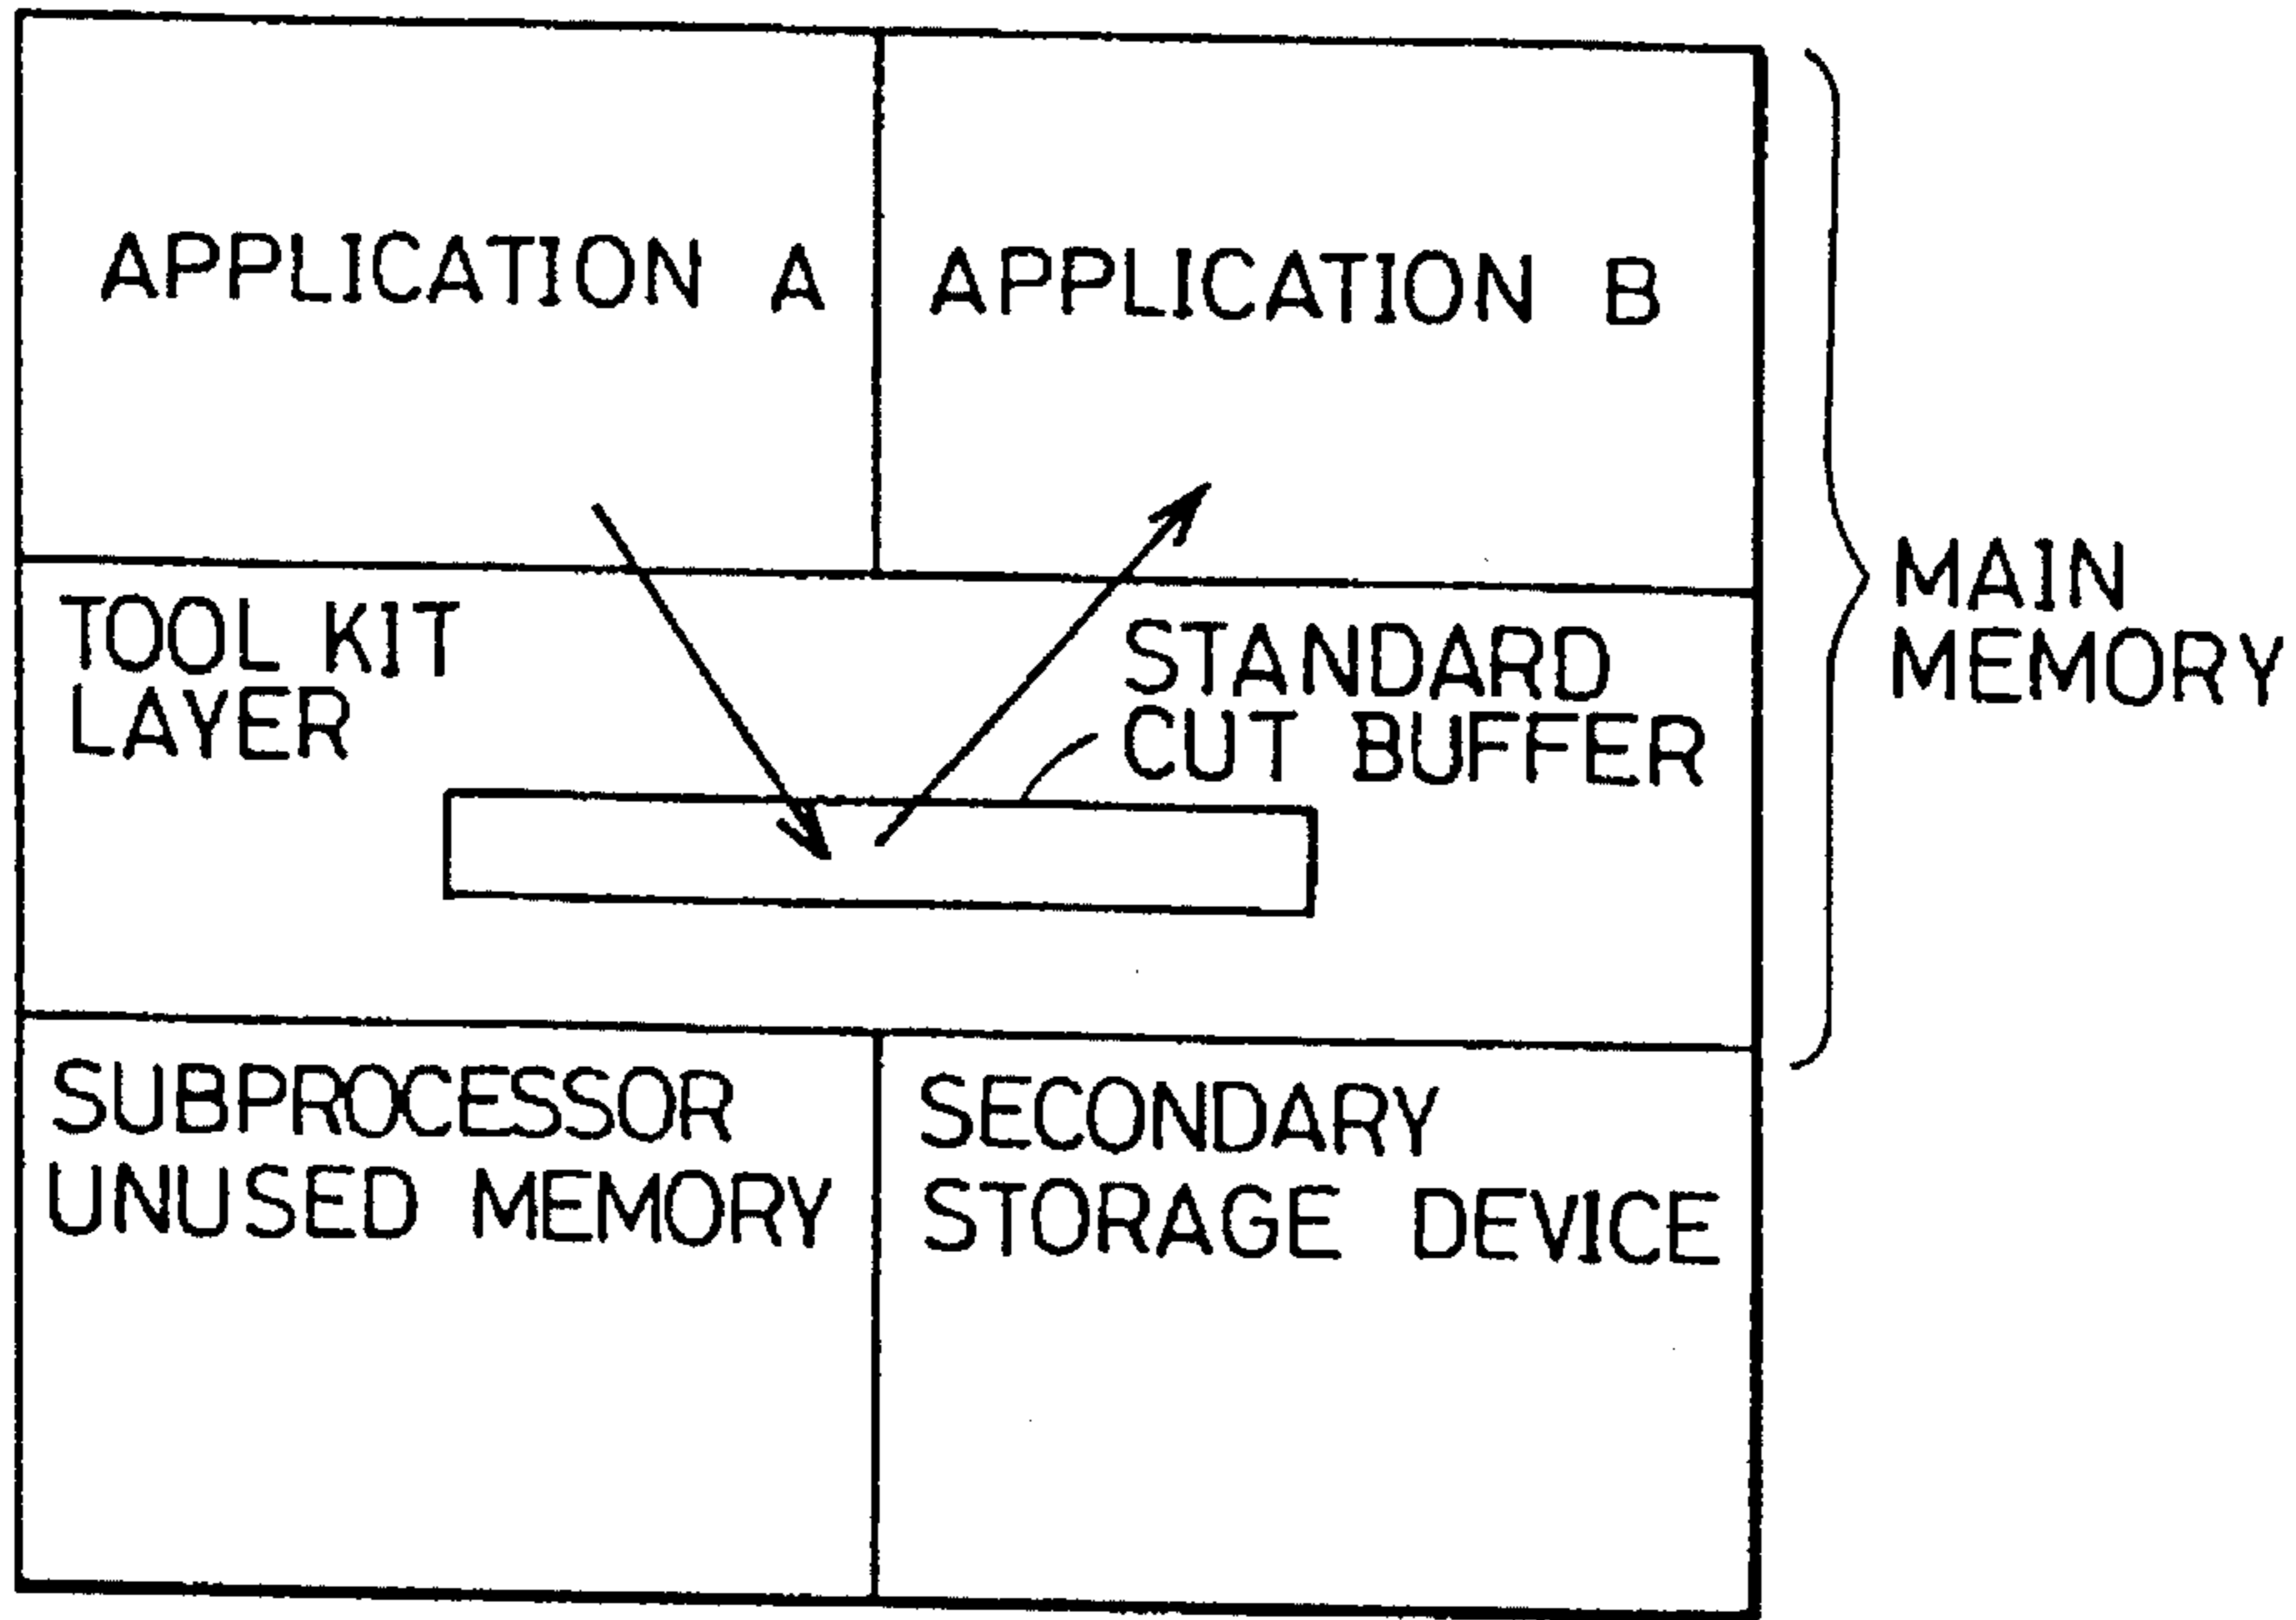 APPLICATION A
APPLICATION B
TOOL KIT
LAYER
STANDARD
CUT BUFFER
MAIN
MEMORY
SUBPROCESSOR
UNUSED MEMORY
SECONDARY
STORAGE DEVICE